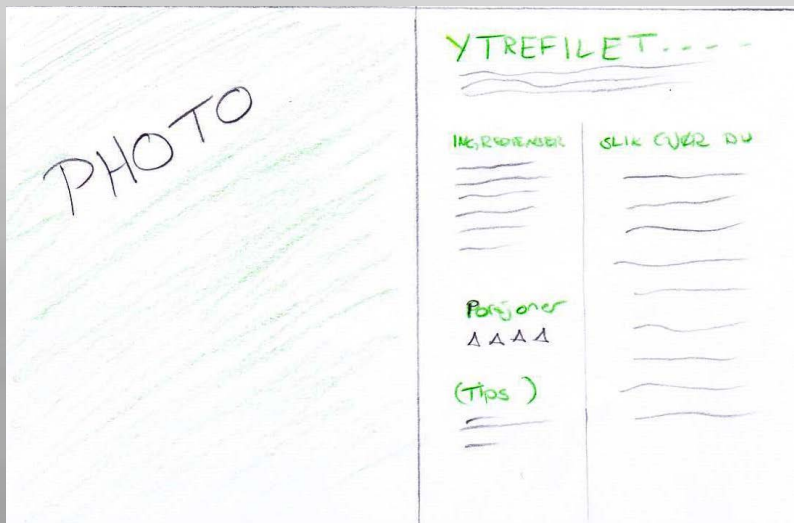 PHOTO
YTREFILET....
INGREDIENSER
SLIK GJØR DU
Porsjoner
(Tips )